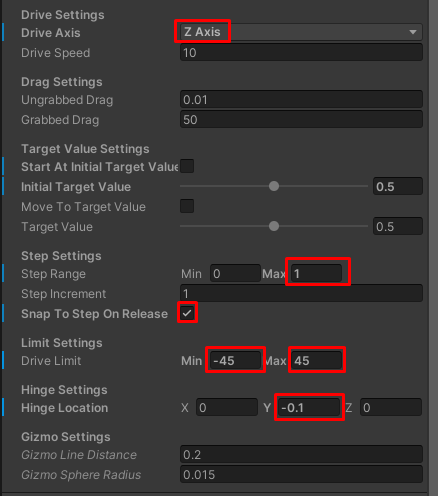 Drive Settings
Drive Axis Z Axis
Drive Speed 10
Drag Settings
Ungrabbed Drag 0.01
Grabbed Drag 50
Target Value Settings
Start At Initial Target Value
Initial Target Value 0.5
Move To Target Value
Target Value 0.5
Step Settings
Step Range Min 0 Max 1
Step Increment 1
Snap To Step On Release
Limit Settings
Drive Limit Min -45 Max 45
Hinge Settings
Hinge Location X 0 Y -0.1 Z 0
Gizmo Settings
Gizmo Line Distance 0.2
Gizmo Sphere Radius 0.015